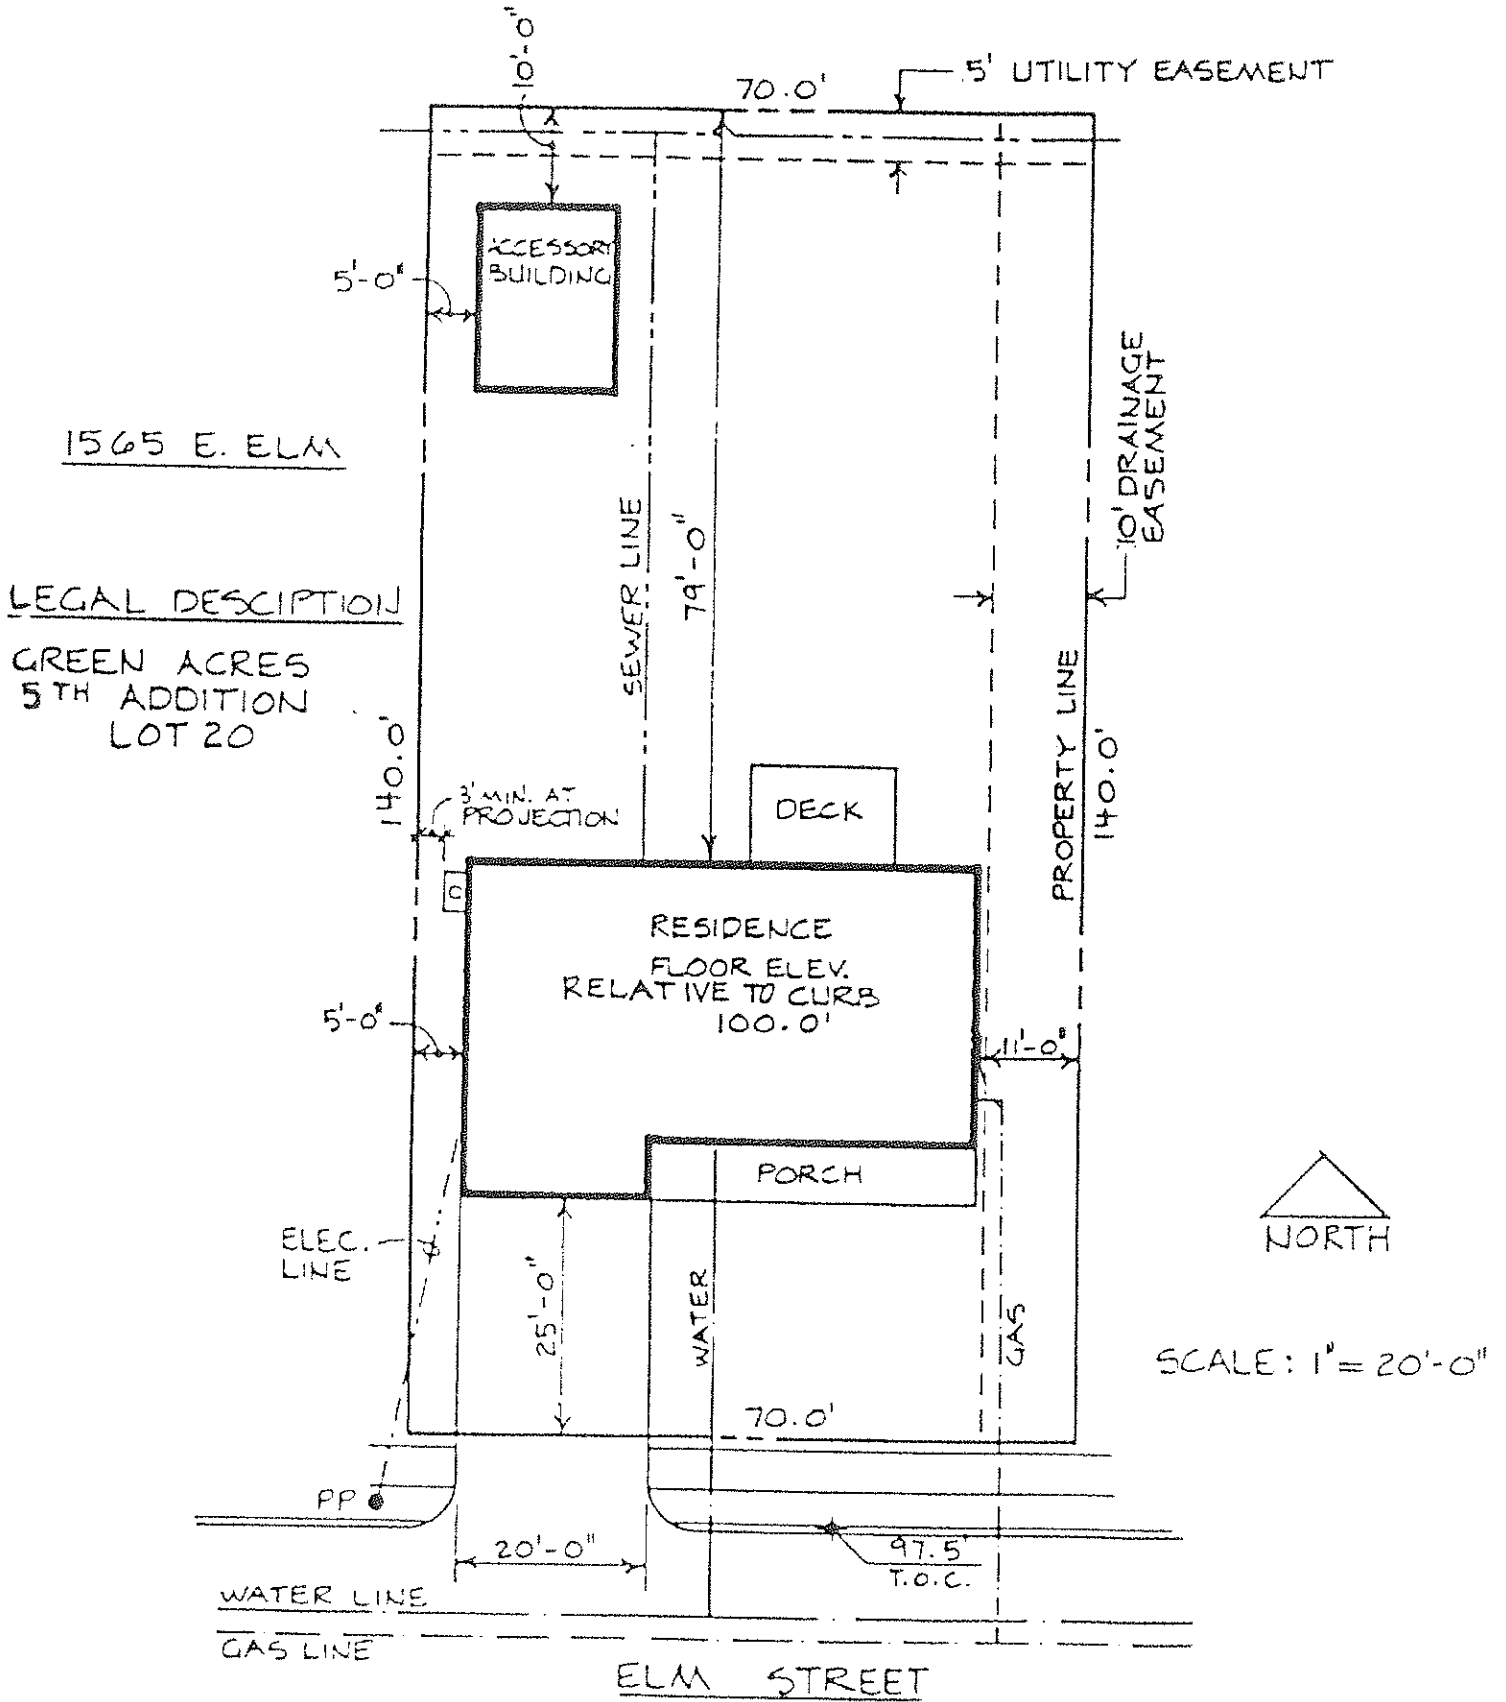 10'-0"
70.0'
5' UTILITY EASEMENT
ACCESSORY
BUILDING
5'-0"
10' DRAINAGE
EASEMENT
1565 E. ELM
SEWER LINE
79'-0"
LEGAL DESCIPTION
GREEN ACRES
5TH ADDITION
LOT 20
140.0'
3' MIN. AT
PROJECTION
DECK
PROPERTY LINE
140.0'
C
RESIDENCE
FLOOR ELEV.
RELATIVE TO CURB
100.0'
5'-0"
11'-0"
PORCH
NORTH
ELEC.
LINE
25'-0"
WATER
GAS
SCALE: 1" = 20'-0"
70.0'
PP
20'-0"
97.5'
T.O.C.
WATER LINE
GAS LINE
ELM STREET